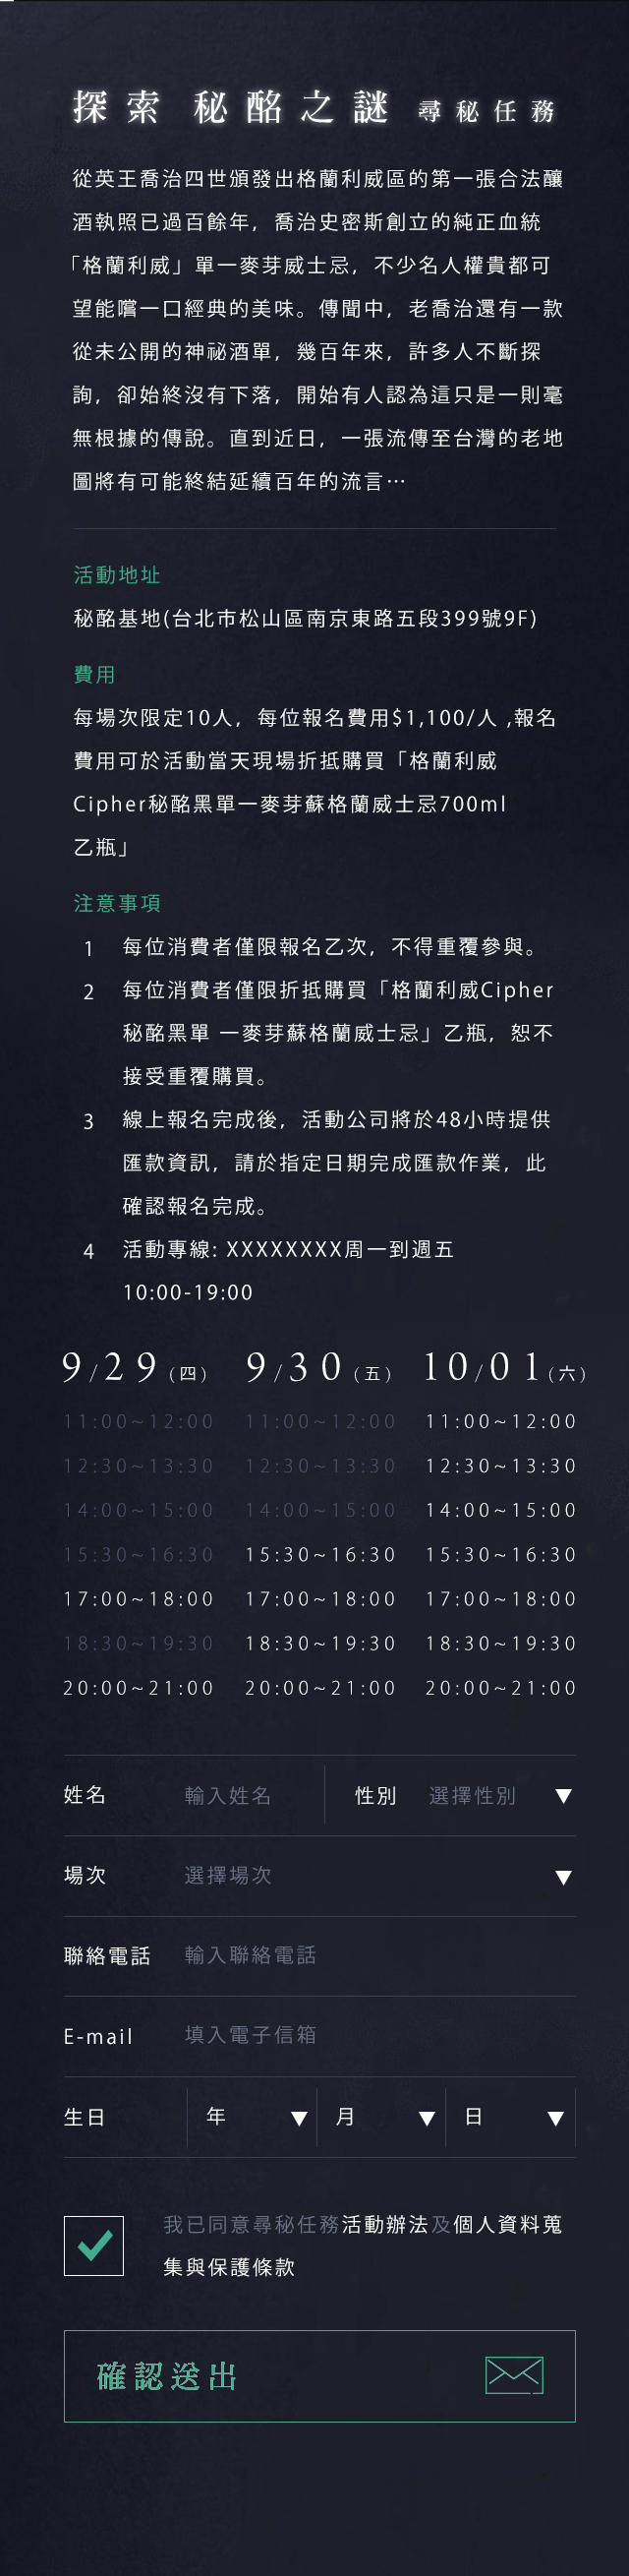 探索 秘酩之謎 尋秘任務
從英王喬治四世頒發出格蘭利威區的第一張合法釀
酒執照已過百餘年，喬治史密斯創立的純正血統
「格蘭利威」單一麥芽威士忌，不少名人權貴都可
望能嚐一口經典的美味。傳聞中，老喬治還有一款
從未公開的神祕酒單，幾百年來，許多人不斷探
詢，卻始終沒有下落，開始有人認為這只是一則毫
無根據的傳說。直到近日，一張流傳至台灣的老地
圖將有可能終結延續百年的流言…
活動地址
秘酩基地(台北市松山區南京東路五段399號9F)
費用
每場次限定10人，每位報名費用$1,100/人 ,報名
費用可於活動當天現場折抵購買「格蘭利威
Cipher秘酩黑單一麥芽蘇格蘭威士忌700ml
乙瓶」
注意事項
1 每位消費者僅限報名乙次，不得重覆參與。
2 每位消費者僅限折抵購買「格蘭利威Cipher
秘酩黑單 一麥芽蘇格蘭威士忌」乙瓶，恕不
接受重覆購買。
3 線上報名完成後，活動公司將於48小時提供
匯款資訊，請於指定日期完成匯款作業，此
確認報名完成。
4 活動專線: XXXXXXXX周一到週五
10:00-19:00
9/29(四) 9/30(五) 10/01(六)
11:00~12:00 11:00~12:00 11:00~12:00
12:30~13:30 12:30~13:30 12:30~13:30
14:00~15:00 14:00~15:00 14:00~15:00
15:30~16:30 15:30~16:30 15:30~16:30
17:00~18:00 17:00~18:00 17:00~18:00
18:30~19:30 18:30~19:30 18:30~19:30
20:00~21:00 20:00~21:00 20:00~21:00
姓名 輸入姓名 性別 選擇性別 ▼
場次 選擇場次 ▼
聯絡電話 輸入聯絡電話
E-mail 填入電子信箱
生日 年 ▼ 月 ▼ 日 ▼
我已同意尋秘任務活動辦法及個人資料蒐
集與保護條款
確認送出